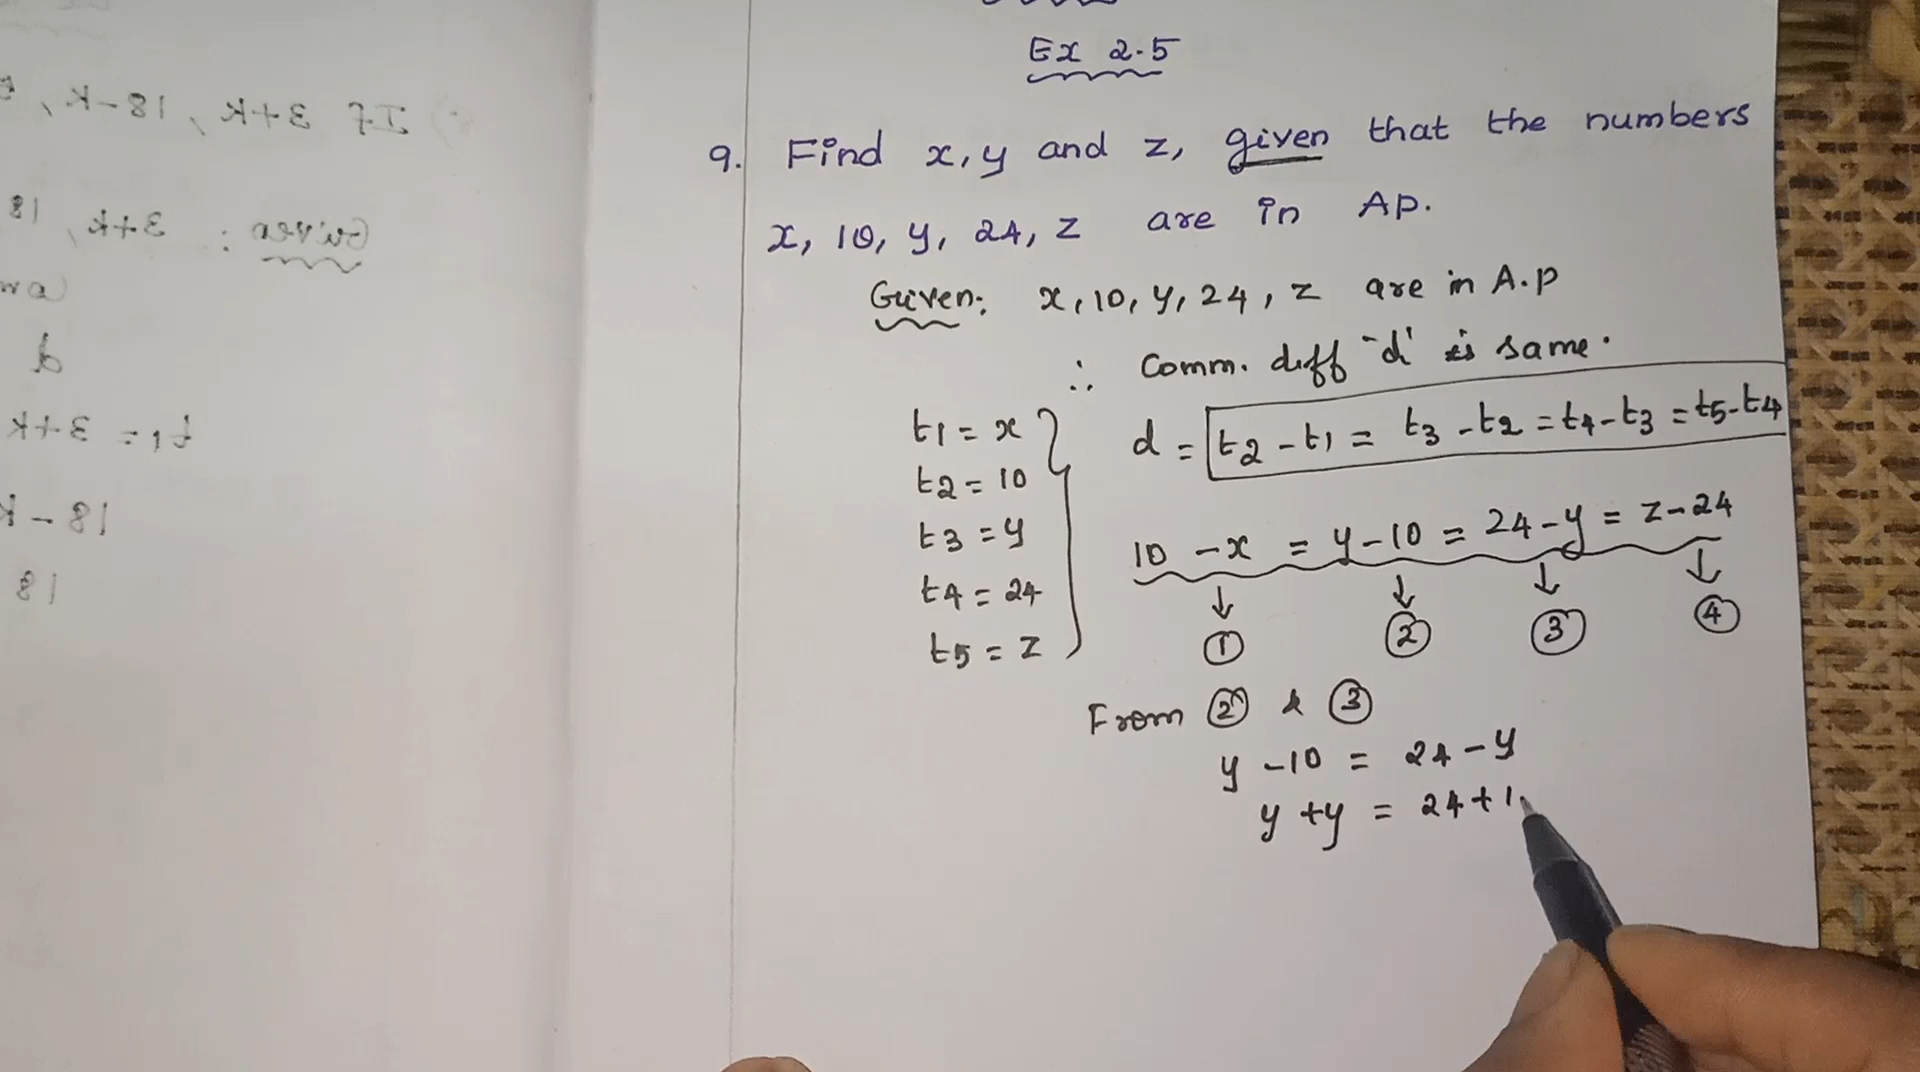 Ex 2.5
9. Find x, y and z, given that the numbers
x, 10, y, 24, z are in AP.
Given: x, 10, y, 24, z are in A.P
∴ Comm. diff "d' is same.
t1 = x
t2 = 10
t3 = y
t4 = 24
t5 = z
d = t2 - t1 = t3 - t2 = t4 - t3 = t5 - t4
10 - x = y - 10 = 24 - y = z - 24
① ② ③ ④
From ② & ③
y - 10 = 24 - y
y + y = 24 + 1